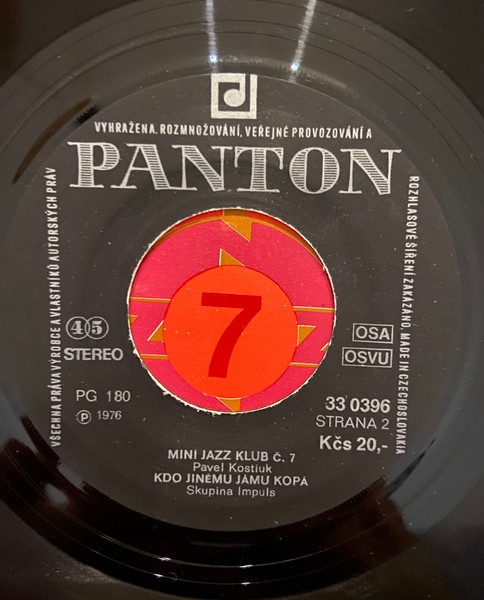 VYHRAŽENA. ROZMNOŽOVÁNÍ, VEŘEJNÉ PROVOZOVÁNÍ A
PANTON
VŠECHNA PRÁVA VÝROBCE A VLASTNÍKŮ AUTORSKÝCH PRÁV
ROZHLASOVÉ ŠÍŘENÍ ZAKÁZÁNO, MADE IN CZECHOSLOVAKIA
45
STEREO
7
OSA
OSVU
PG 180
℗ 1976
33 0396
STRANA 2
Kčs 20,-
MINI JAZZ KLUB Č. 7
Pavel Kostiuk
KDO JINÉMU JÁMU KOPÁ
Skupina Impuls